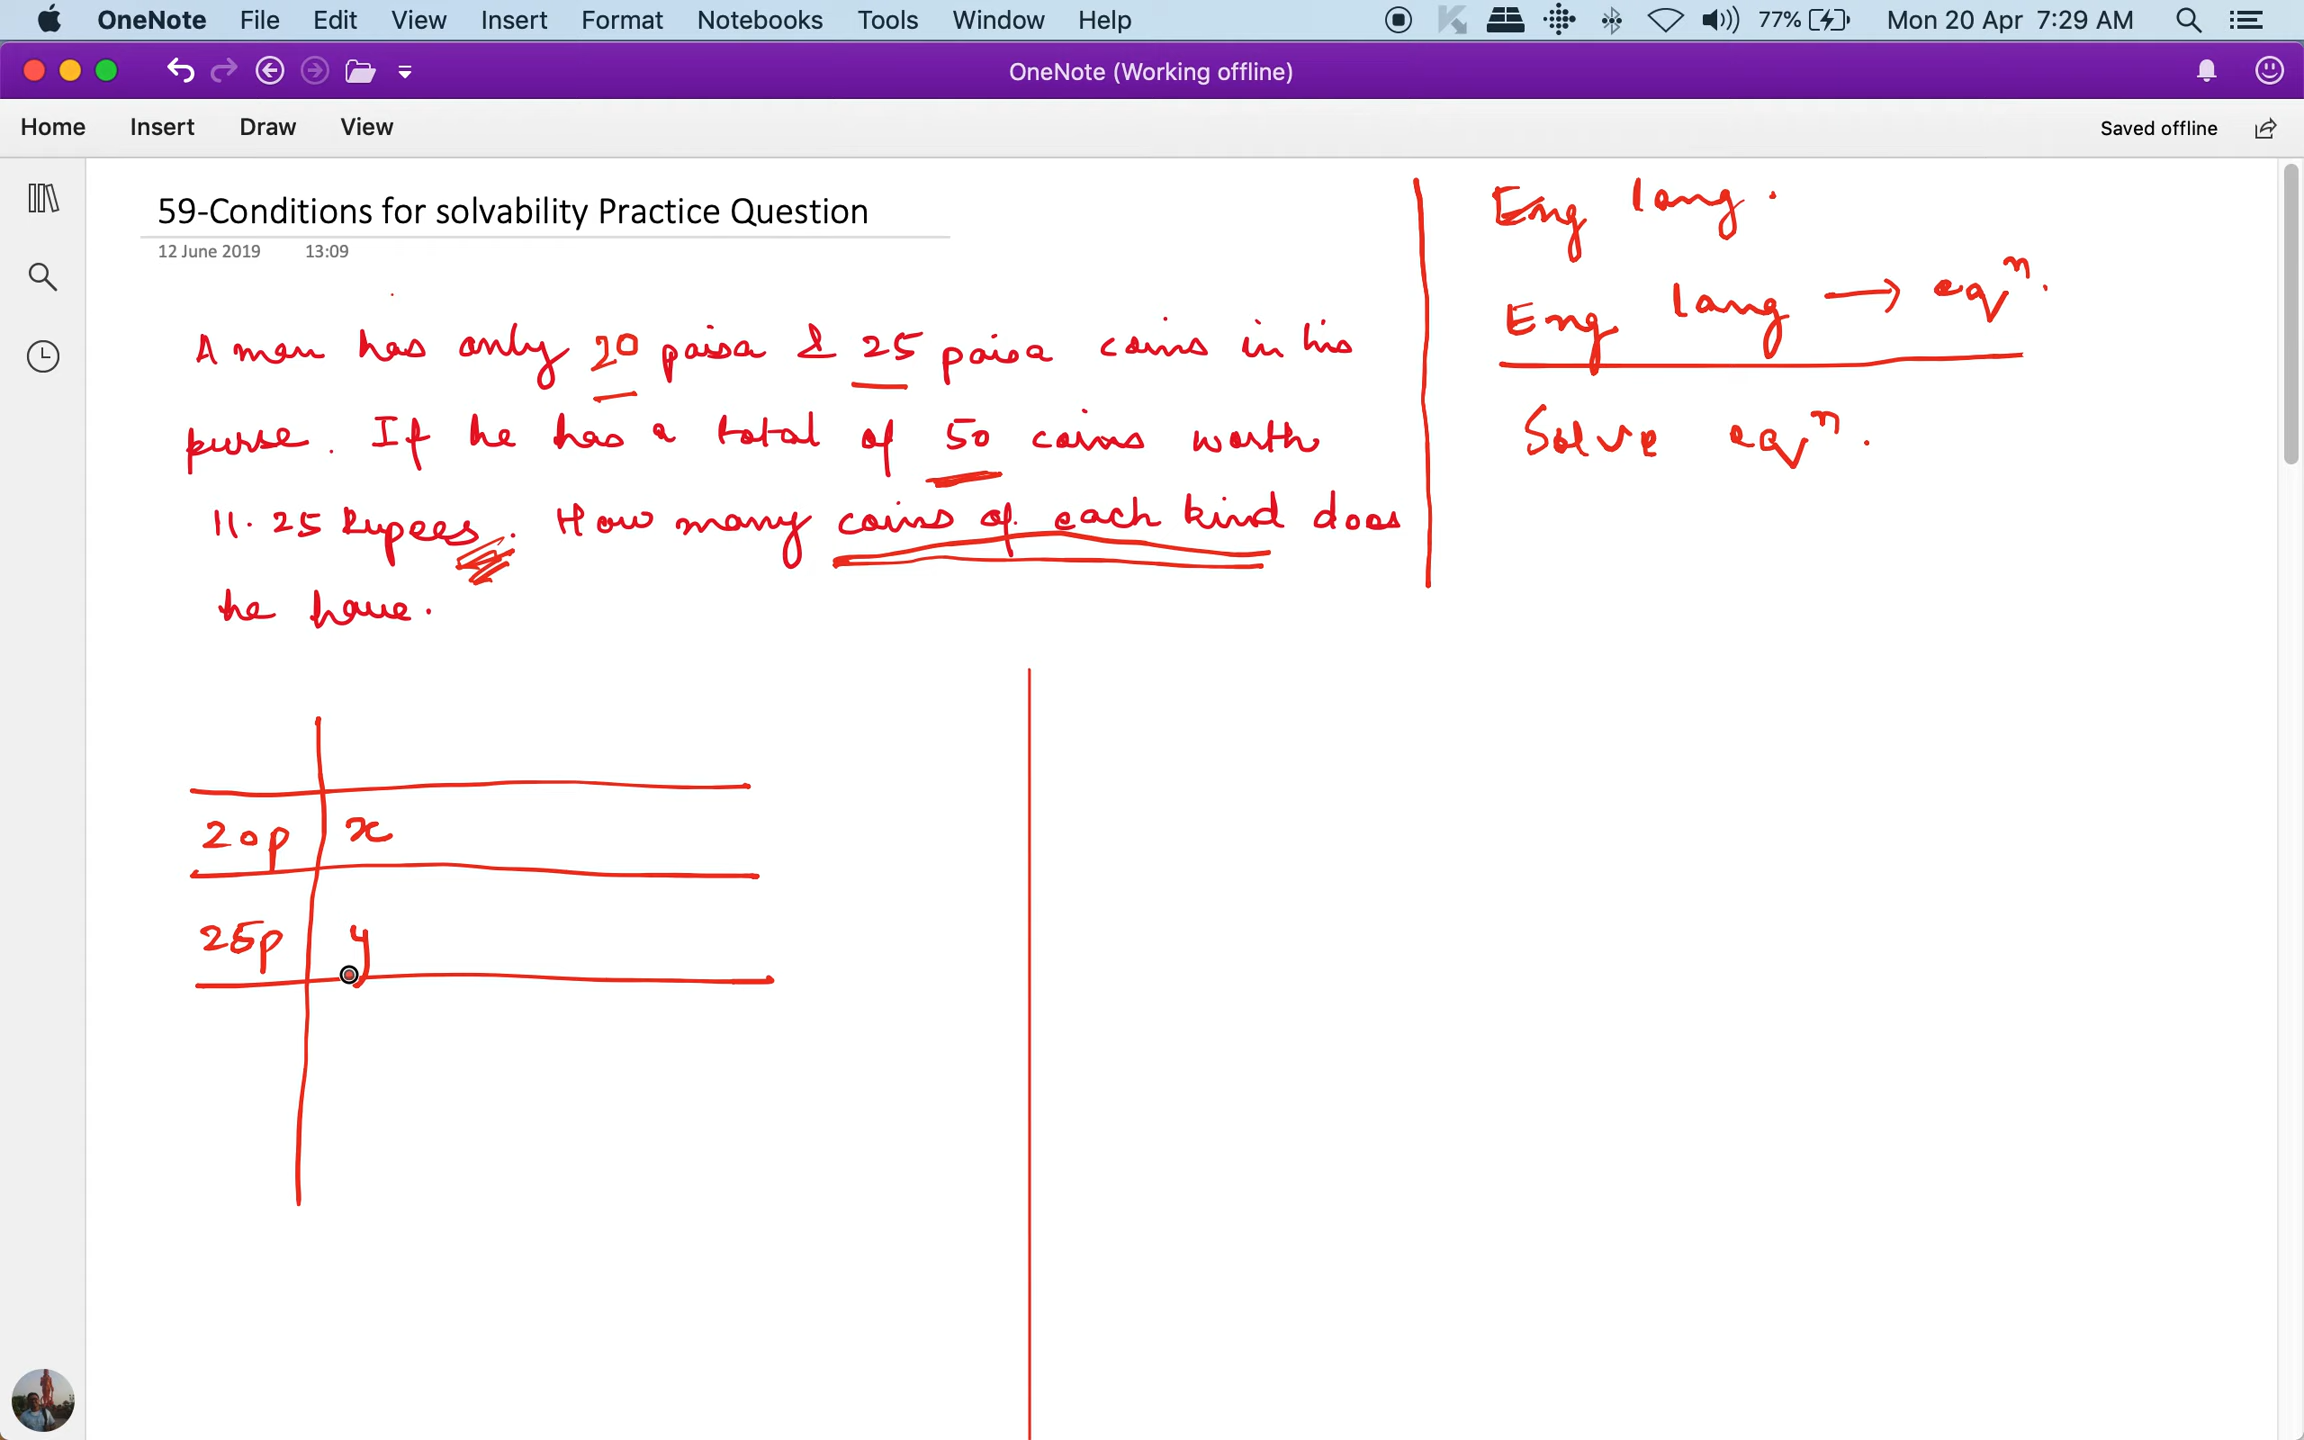 OneNote File Edit View Insert Format Notebooks Tools Window Help 77% Mon 20 Apr 7:29 AM
OneNote (Working offline)
Home Insert Draw View Saved offline
59-Conditions for solvability Practice Question
12 June 2019 13:09
A man has only 20 paisa & 25 paisa coins in his
purse. If he has a total of 50 coins worth
11.25 Rupees. How many coins of each kind does
he have.
Eng lang.
Eng lang → eqⁿ.
Solve eqⁿ.
20p x
25p y